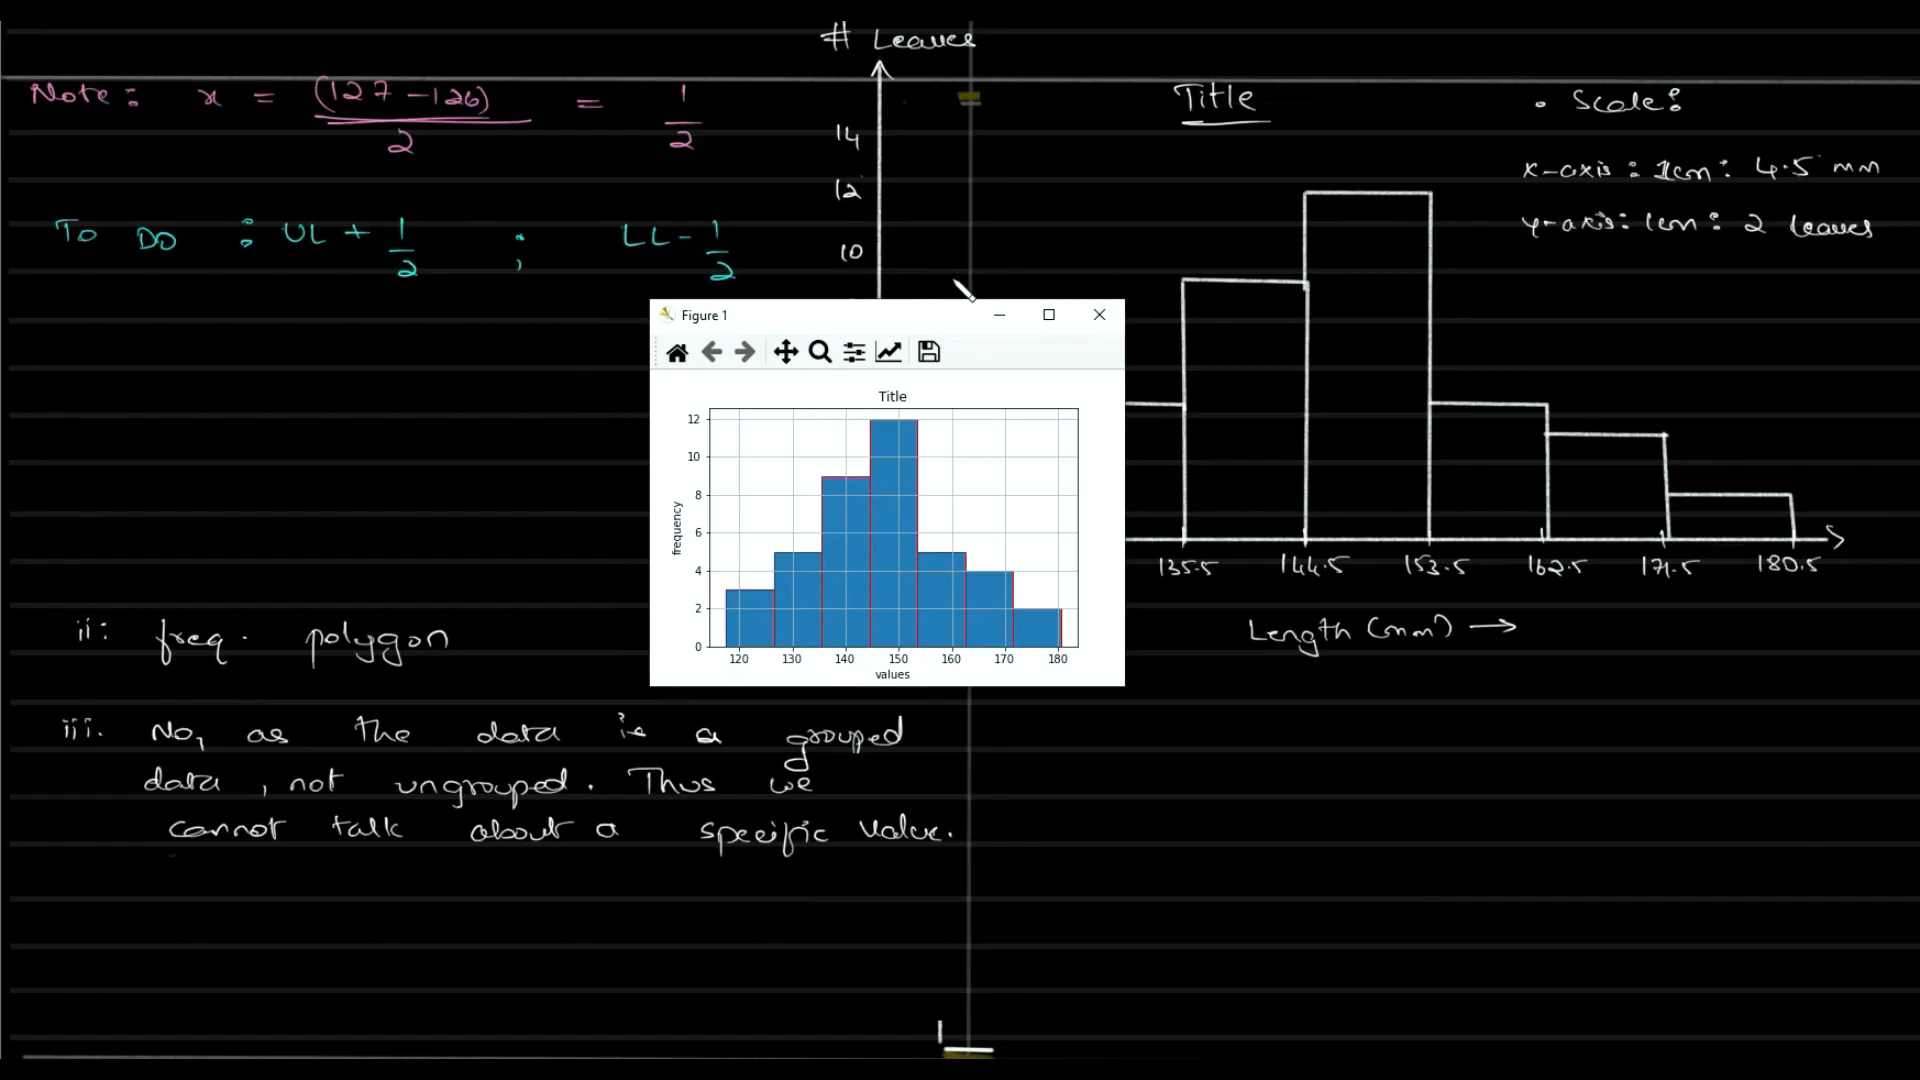 # Leaves
Note: x = (127 - 126) / 2 = 1/2
Title
• Scale:
14
12
10
x-axis: 1cm: 4.5 mm
y-axis: 1cm: 2 leaves
To DO : UL + 1/2 ; LL - 1/2
Figure 1
Title
12
10
8
6
4
2
0
frequency
120 130 140 150 160 170 180
values
135.5 144.5 153.5 162.5 171.5 180.5
Length (mm) →
ii: freq. polygon
iii. No, as the data is a grouped
data, not ungrouped. Thus we
cannot talk about a specific value.